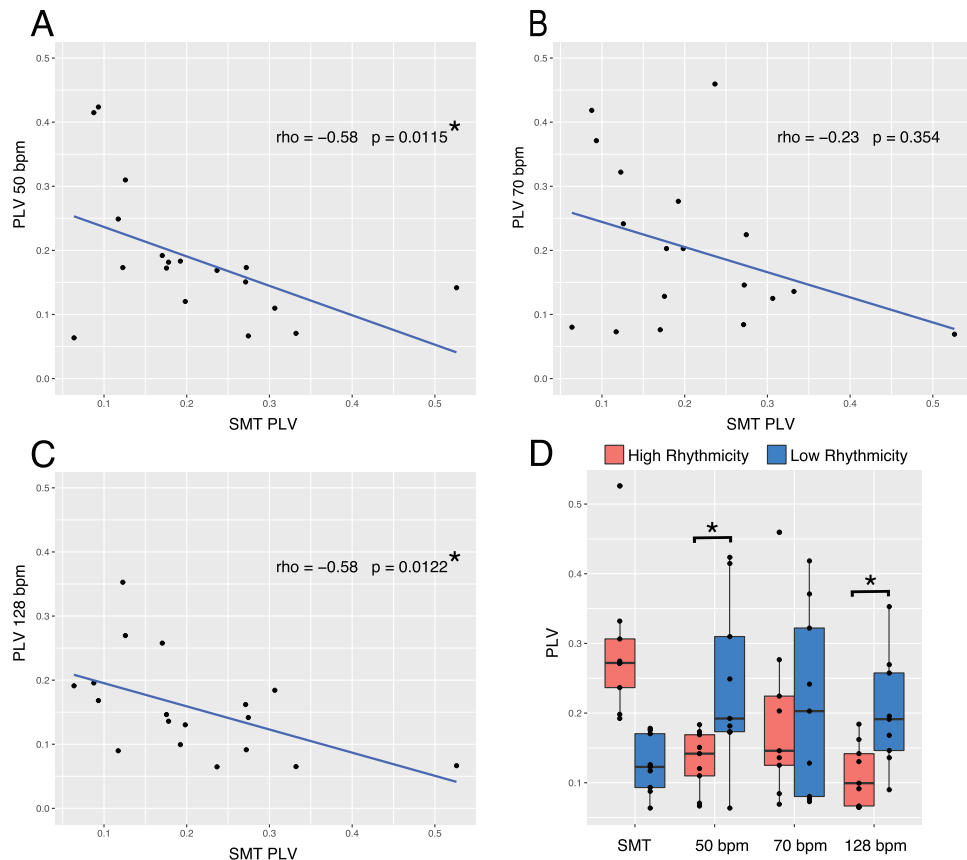 A
0.5
0.4
0.3
0.2
0.1
0.0
PLV 50 bpm
rho = −0.58 p = 0.0115*
0.1 0.2 0.3 0.4 0.5
SMT PLV
B
0.5
0.4
0.3
0.2
0.1
0.0
PLV 70 bpm
rho = −0.23 p = 0.354
0.1 0.2 0.3 0.4 0.5
SMT PLV
C
0.5
0.4
0.3
0.2
0.1
0.0
PLV 128 bpm
rho = −0.58 p = 0.0122*
0.1 0.2 0.3 0.4 0.5
SMT PLV
D
High Rhythmicity Low Rhythmicity
0.5
0.4
0.3
0.2
0.1
PLV
*
*
SMT 50 bpm 70 bpm 128 bpm